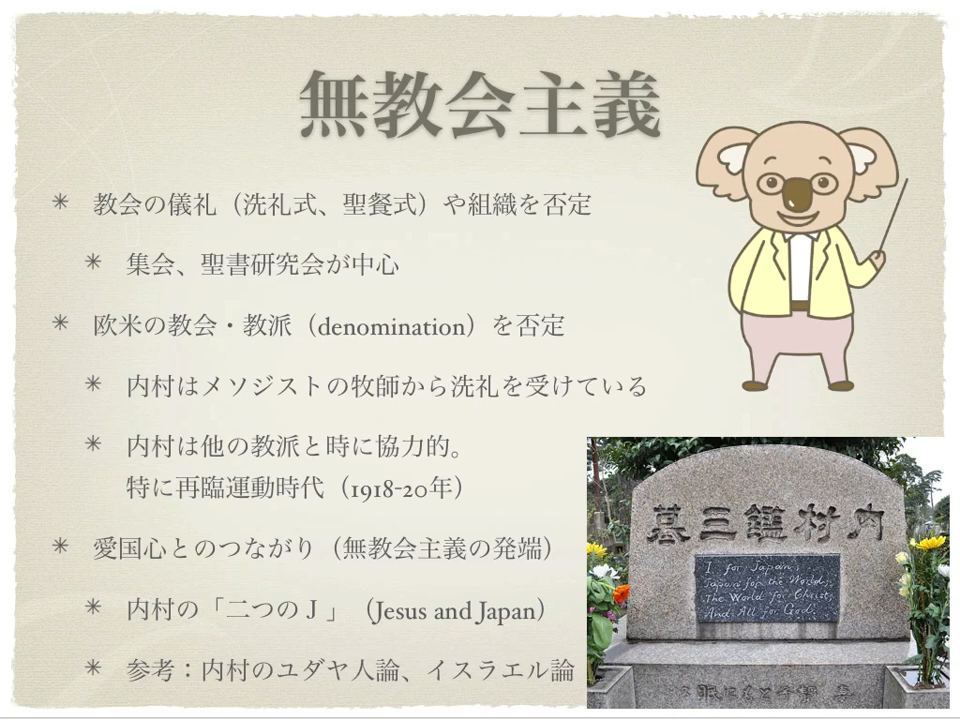 無教会主義
教会の儀礼（洗礼式、聖餐式）や組織を否定
集会、聖書研究会が中心
欧米の教会・教派（denomination）を否定
内村はメソジストの牧師から洗礼を受けている
内村は他の教派と時に協力的。
特に再臨運動時代（1918-20年）
愛国心とのつながり（無教会主義の発端）
内村の「二つのＪ」（Jesus and Japan）
参考：内村のユダヤ人論、イスラエル論
墓三鑑村内
I for Japan;
Japan for the World;
The World for Christ;
And All for God.